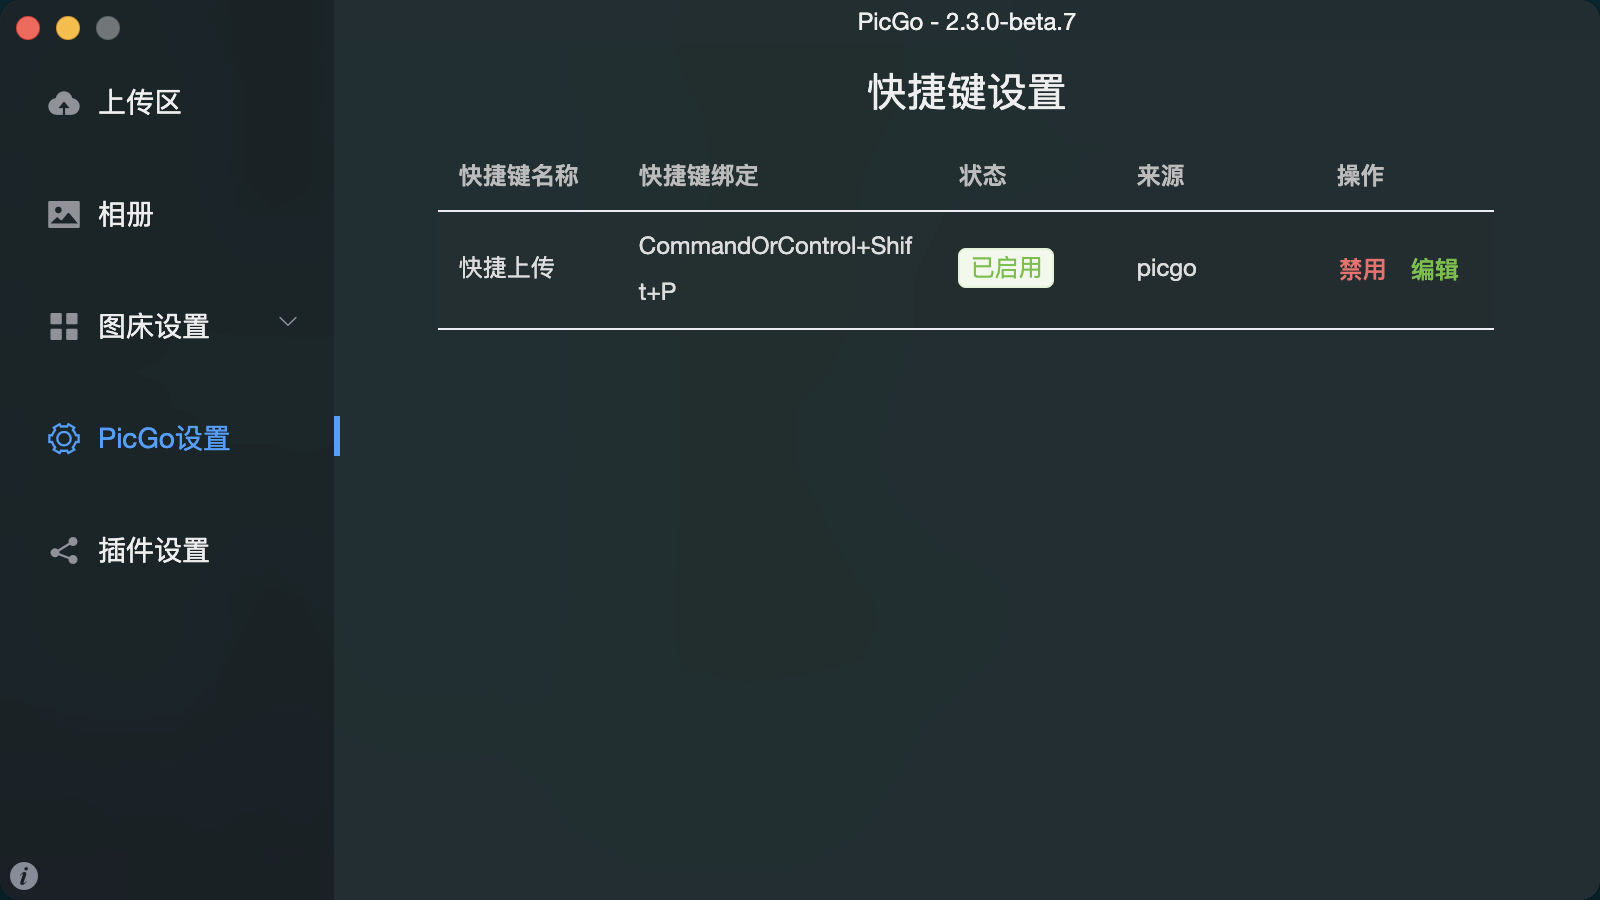 PicGo - 2.3.0-beta.7
上传区
相册
图床设置
PicGo设置
插件设置
快捷键设置
快捷键名称 快捷键绑定 状态 来源 操作
快捷上传 CommandOrControl+Shif
t+P 已启用 picgo 禁用 编辑
i